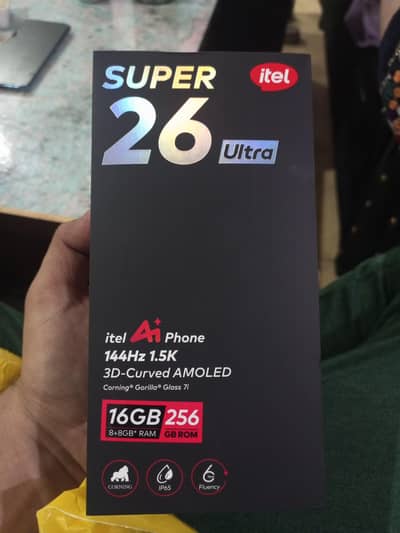 SUPER
itel
26 Ultra
itel Ai+ Phone
144Hz 1.5K
3D-Curved AMOLED
Corning® Gorilla® Glass 7i
16GB 256
8+8GB* RAM GB ROM
CORNING IP65 6 Fluency